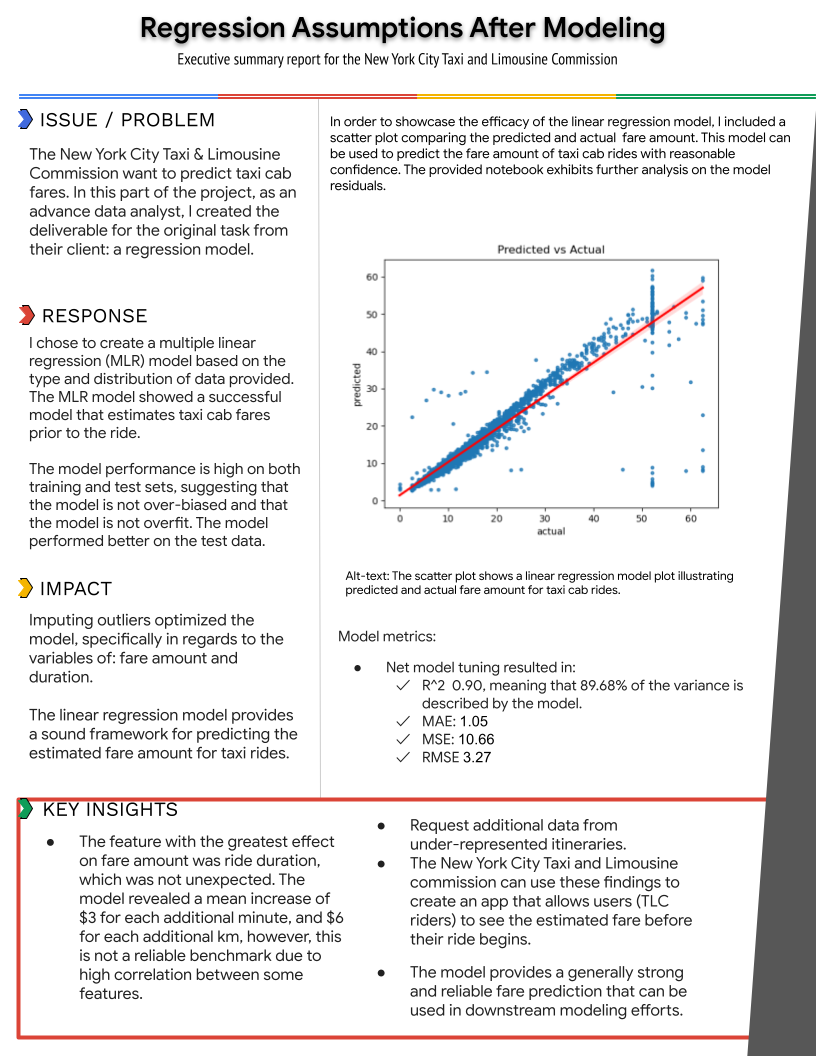 Regression Assumptions After Modeling
Executive summary report for the New York City Taxi and Limousine Commission
ISSUE / PROBLEM
The New York City Taxi & Limousine
Commission want to predict taxi cab
fares. In this part of the project, as an
advance data analyst, I created the
deliverable for the original task from
their client: a regression model.
RESPONSE
I chose to create a multiple linear
regression (MLR) model based on the
type and distribution of data provided.
The MLR model showed a successful
model that estimates taxi cab fares
prior to the ride.
The model performance is high on both
training and test sets, suggesting that
the model is not over-biased and that
the model is not overfit. The model
performed better on the test data.
IMPACT
Imputing outliers optimized the
model, specifically in regards to the
variables of: fare amount and
duration.
The linear regression model provides
a sound framework for predicting the
estimated fare amount for taxi rides.
In order to showcase the efficacy of the linear regression model, I included a
scatter plot comparing the predicted and actual fare amount. This model can
be used to predict the fare amount of taxi cab rides with reasonable
confidence. The provided notebook exhibits further analysis on the model
residuals.
Predicted vs Actual
60
50
40
30
20
10
0
predicted
0 10 20 30 40 50 60
actual
Alt-text: The scatter plot shows a linear regression model plot illustrating
predicted and actual fare amount for taxi cab rides.
Model metrics:
● Net model tuning resulted in:
✓ R^2 0.90, meaning that 89.68% of the variance is
described by the model.
✓ MAE: 1.05
✓ MSE: 10.66
✓ RMSE 3.27
KEY INSIGHTS
● The feature with the greatest effect
on fare amount was ride duration,
which was not unexpected. The
model revealed a mean increase of
$3 for each additional minute, and $6
for each additional km, however, this
is not a reliable benchmark due to
high correlation between some
features.
● Request additional data from
under-represented itineraries.
● The New York City Taxi and Limousine
commission can use these findings to
create an app that allows users (TLC
riders) to see the estimated fare before
their ride begins.
● The model provides a generally strong
and reliable fare prediction that can be
used in downstream modeling efforts.